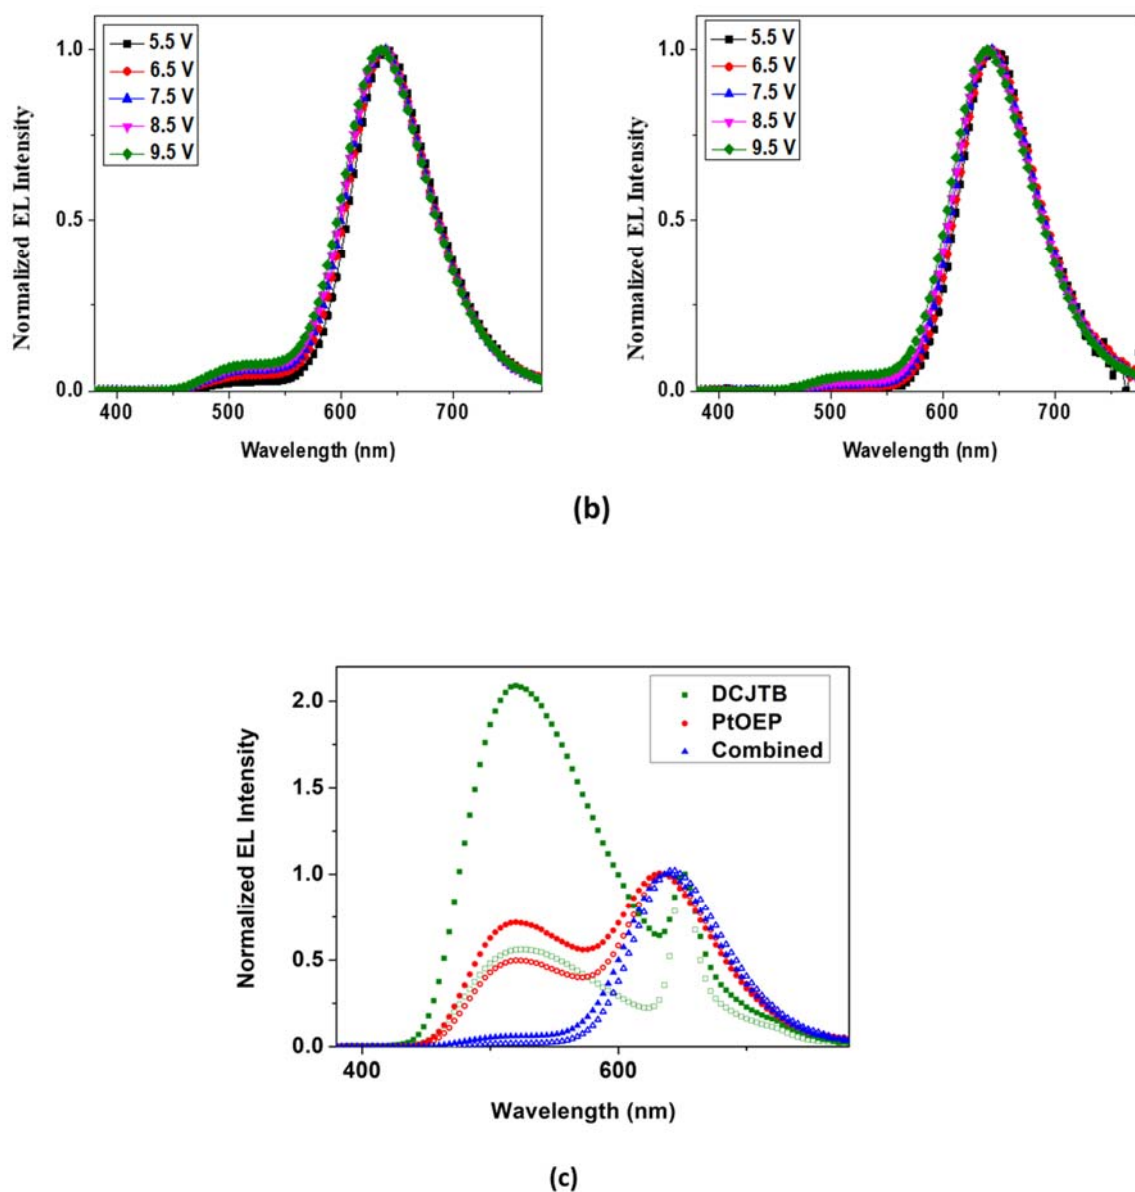 5.5 V
6.5 V
7.5 V
8.5 V
9.5 V
1.0
0.5
0.0
Normalized EL Intensity
400 500 600 700
Wavelength (nm)
5.5 V
6.5 V
7.5 V
8.5 V
9.5 V
1.0
0.5
0.0
Normalized EL Intensity
400 500 600 700
Wavelength (nm)
(b)
DCJTB
PtOEP
Combined
2.0
1.5
1.0
0.5
0.0
Normalized EL Intensity
400 600
Wavelength (nm)
(c)